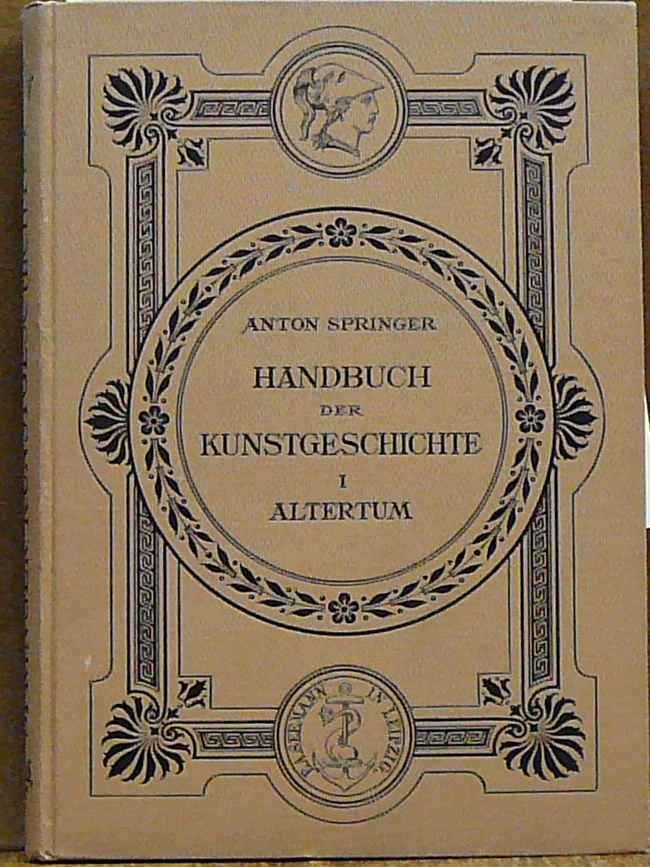 ANTON SPRINGER
HANDBUCH
DER
KUNSTGESCHICHTE
I
ALTERTUM
E·A·SEEMANN IN LEIPZIG.